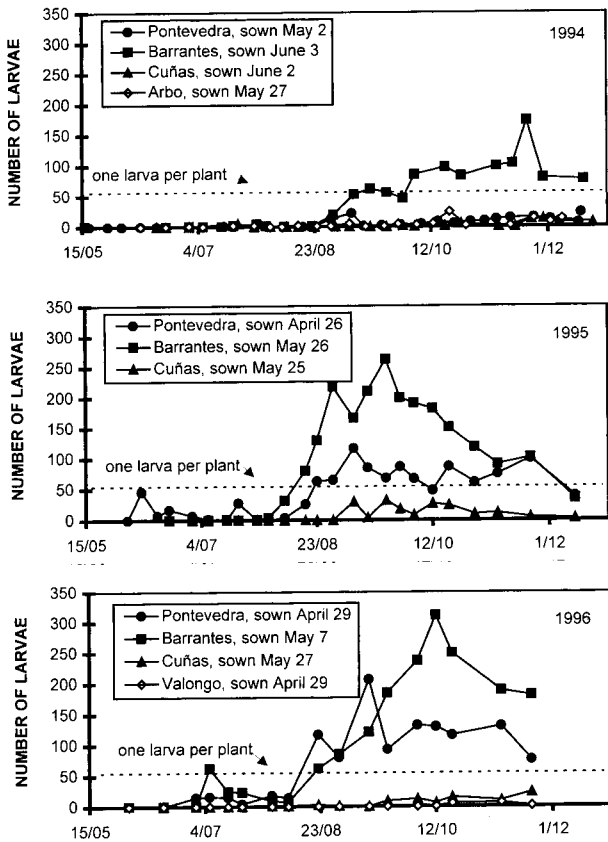 NUMBER OF LARVAE
350
300
250
200
150
100
50
0
Pontevedra, sown May 2
Barrantes, sown June 3
Cuñas, sown June 2
Arbo, sown May 27
1994
one larva per plant
15/05
4/07
23/08
12/10
1/12
NUMBER OF LARVAE
350
300
250
200
150
100
50
0
Pontevedra, sown April 26
Barrantes, sown May 26
Cuñas, sown May 25
1995
one larva per plant
15/05
4/07
23/08
12/10
1/12
NUMBER OF LARVAE
350
300
250
200
150
100
50
0
Pontevedra, sown April 29
Barrantes, sown May 7
Cuñas, sown May 27
Valongo, sown April 29
1996
one larva per plant
15/05
4/07
23/08
12/10
1/12